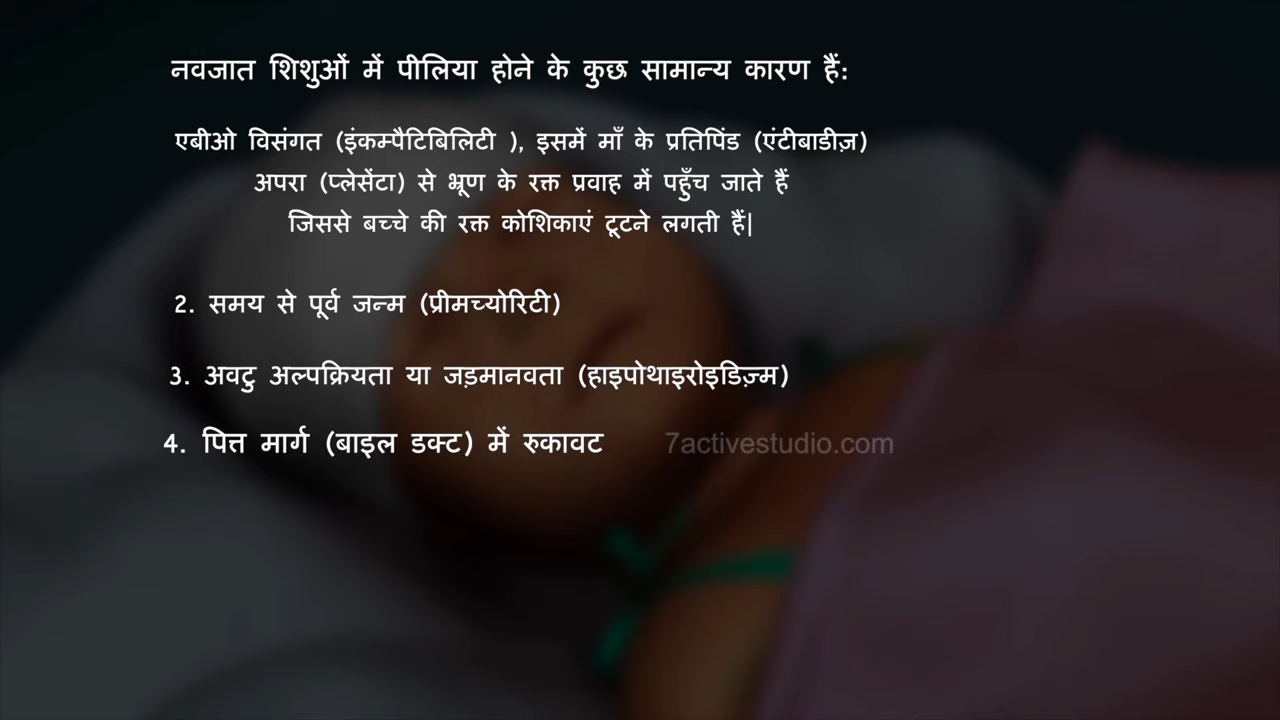 नवजात शिशुओं में पीलिया होने के कुछ सामान्य कारण हैं:
एबीओ विसंगत (इंकम्पैटिबिलिटी ), इसमें माँ के प्रतिपिंड (एंटीबाडीज़)
अपरा (प्लेसेंटा) से भ्रूण के रक्त प्रवाह में पहुँच जाते हैं
जिससे बच्चे की रक्त कोशिकाएं टूटने लगती हैं|
2. समय से पूर्व जन्म (प्रीमच्योरिटी)
3. अवटु अल्पक्रियता या जड़मानवता (हाइपोथाइरोइडिज़्म)
4. पित्त मार्ग (बाइल डक्ट) में रुकावट
7activestudio.com